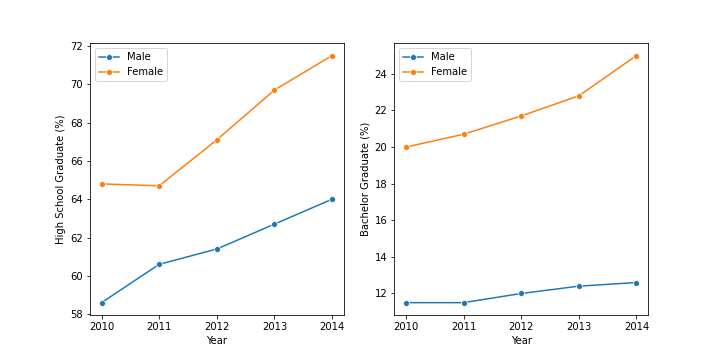 Male
Female
High School Graduate (%)
72
70
68
66
64
62
60
58
2010 2011 2012 2013 2014
Year
Male
Female
Bachelor Graduate (%)
24
22
20
18
16
14
12
2010 2011 2012 2013 2014
Year